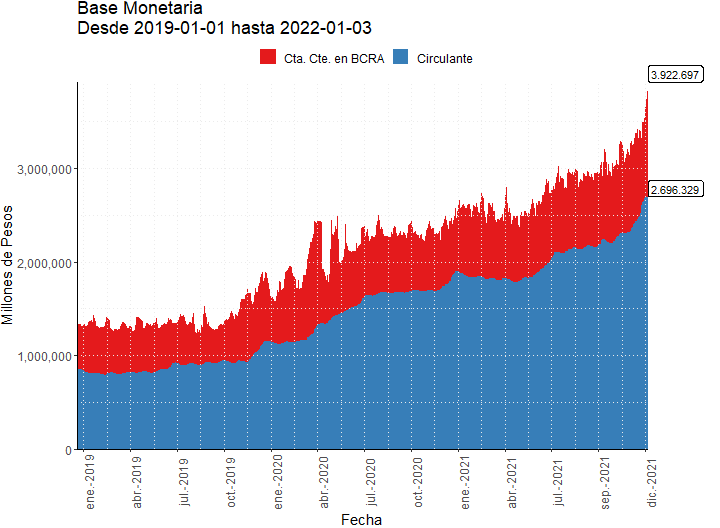 Base Monetaria
Desde 2019-01-01 hasta 2022-01-03
Cta. Cte. en BCRA
Circulante
3.922.697
2.696.329
Millones de Pesos
3,000,000
2,000,000
1,000,000
0
ene.-2019
abr.-2019
jul.-2019
oct.-2019
ene.-2020
abr.-2020
jul.-2020
oct.-2020
ene.-2021
abr.-2021
jul.-2021
sep.-2021
dic.-2021
Fecha